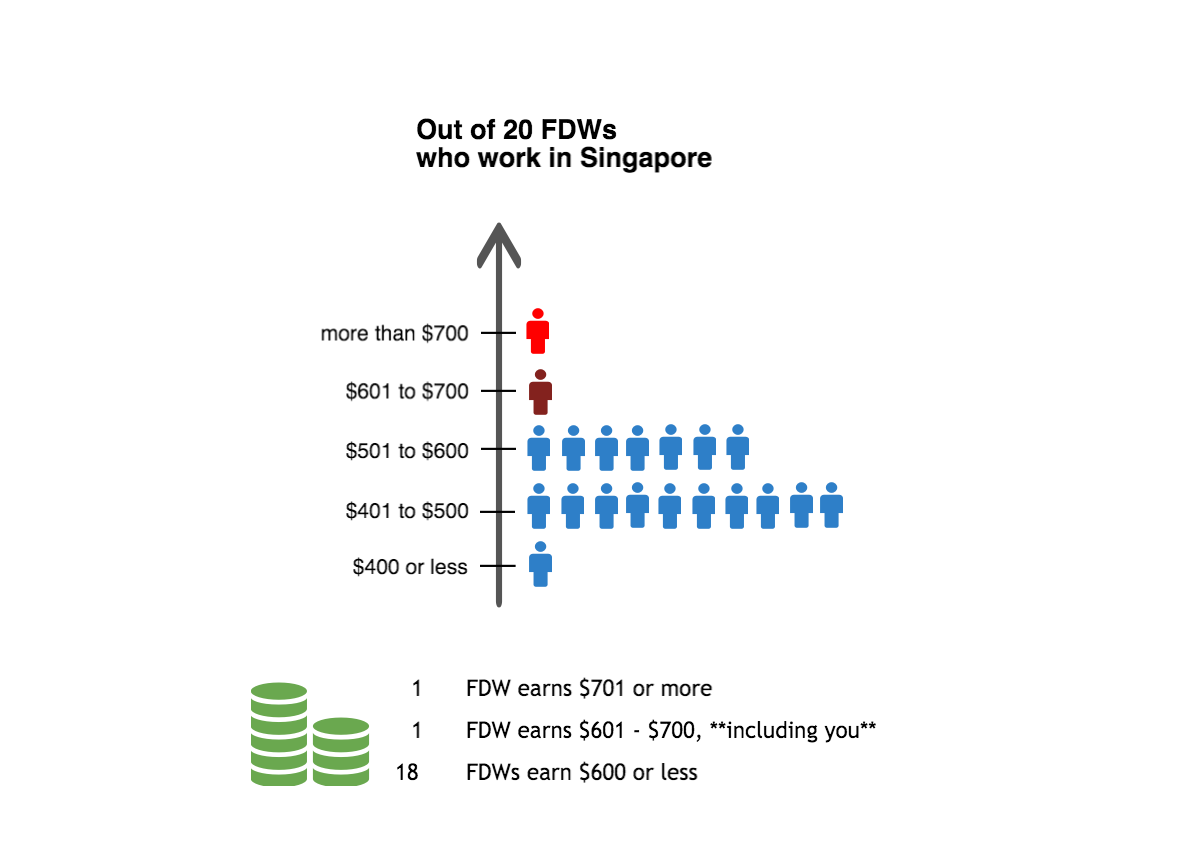 Out of 20 FDWs
who work in Singapore
more than $700
$601 to $700
$501 to $600
$401 to $500
$400 or less
1 FDW earns $701 or more
1 FDW earns $601 - $700, **including you**
18 FDWs earn $600 or less